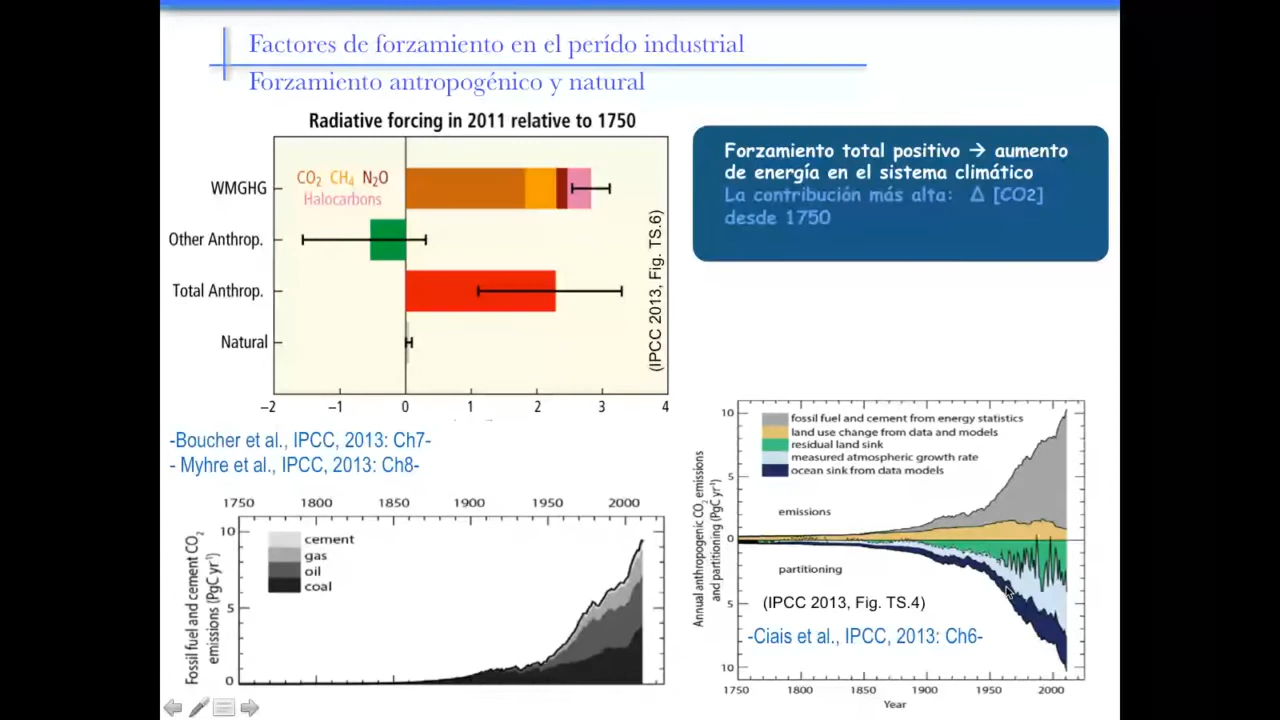 Factores de forzamiento en el perído industrial
Forzamiento antropogénico y natural
Radiative forcing in 2011 relative to 1750
WMGHG
CO2 CH4 N2O
Halocarbons
Other Anthrop.
Total Anthrop.
Natural
-2 -1 0 1 2 3 4
(IPCC 2013, Fig. TS.6)
Forzamiento total positivo → aumento
de energía en el sistema climático
La contribución más alta: Δ [CO2]
desde 1750
-Boucher et al., IPCC, 2013: Ch7-
- Myhre et al., IPCC, 2013: Ch8-
1750 1800 1850 1900 1950 2000
Fossil fuel and cement CO2
emissions (PgC yr-1)
10
5
0
cement
gas
oil
coal
Annual anthropogenic CO2 emissions
and partitioning (PgC yr-1)
10
5
0
5
10
fossil fuel and cement from energy statistics
land use change from data and models
residual land sink
measured atmospheric growth rate
ocean sink from data models
emissions
partitioning
(IPCC 2013, Fig. TS.4)
-Ciais et al., IPCC, 2013: Ch6-
1750 1800 1850 1900 1950 2000
Year